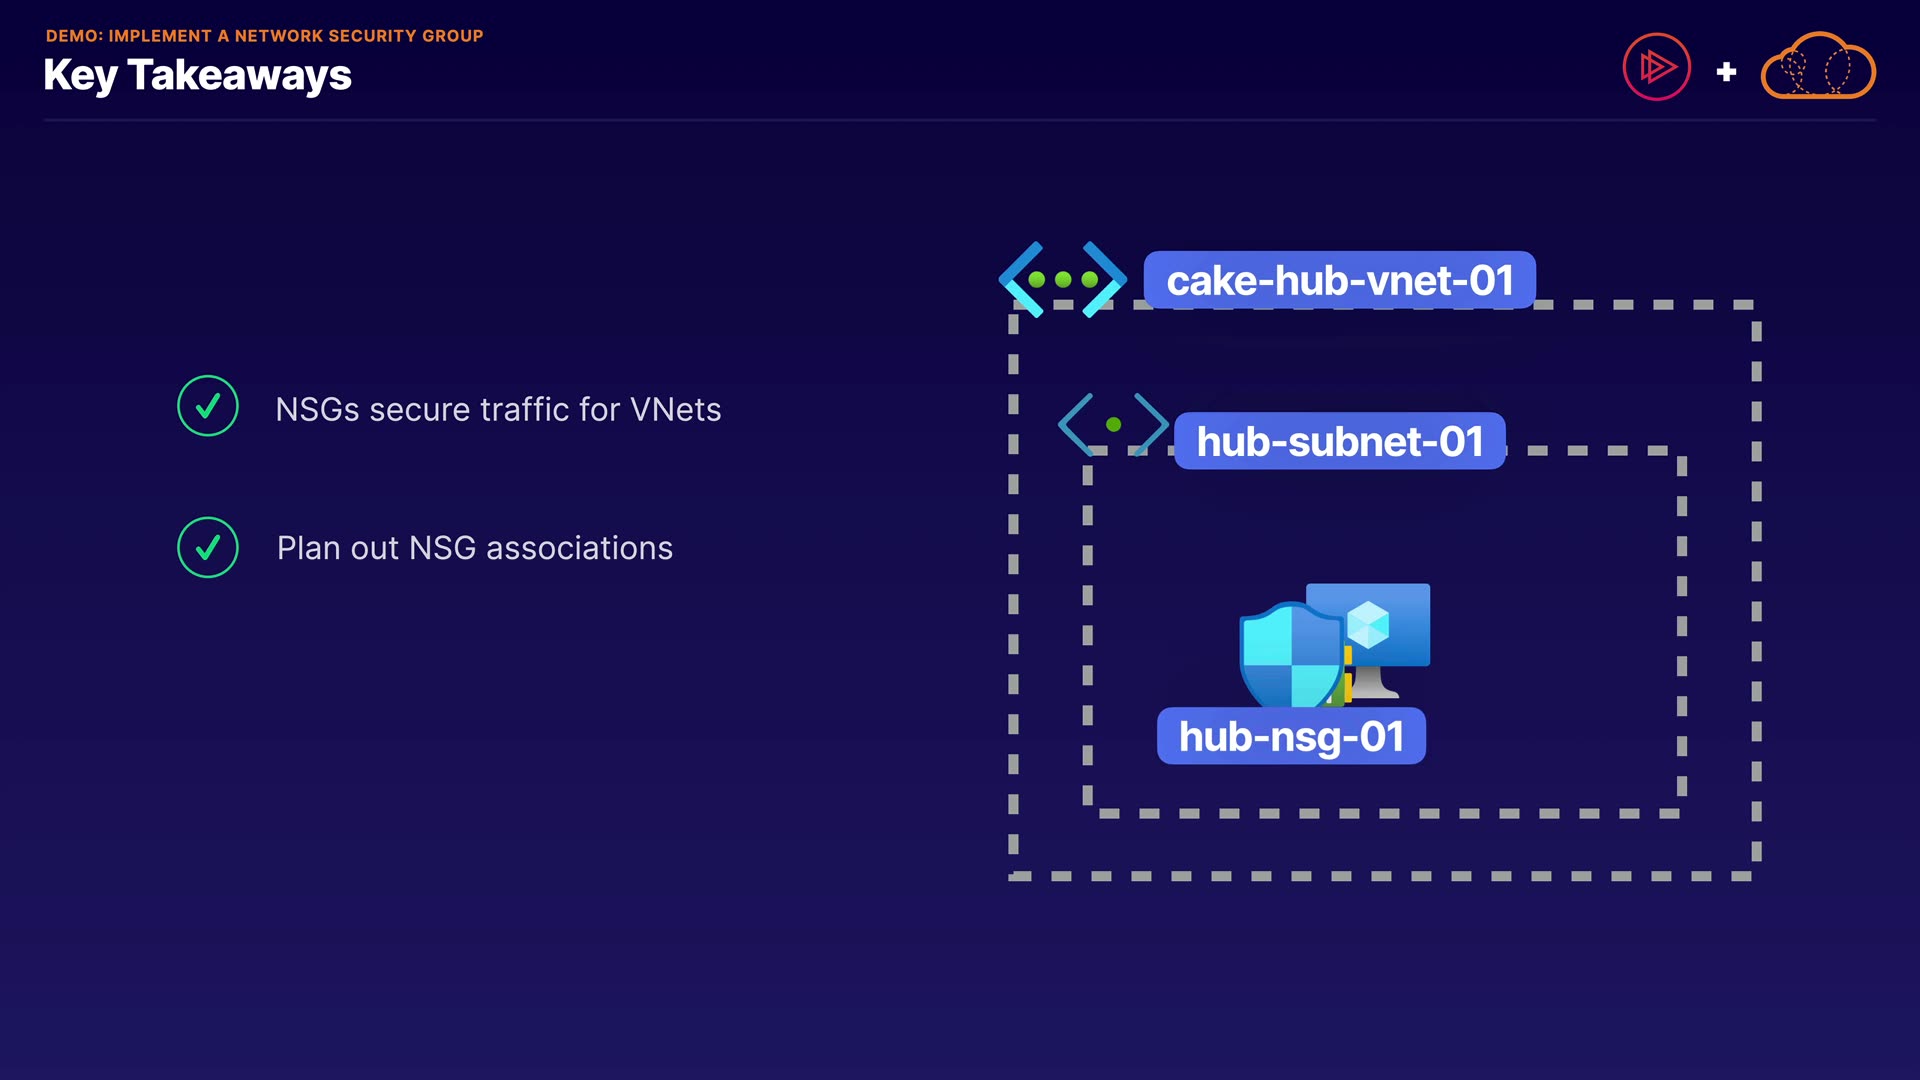 DEMO: IMPLEMENT A NETWORK SECURITY GROUP
Key Takeaways
NSGs secure traffic for VNets
Plan out NSG associations
cake-hub-vnet-01
hub-subnet-01
hub-nsg-01